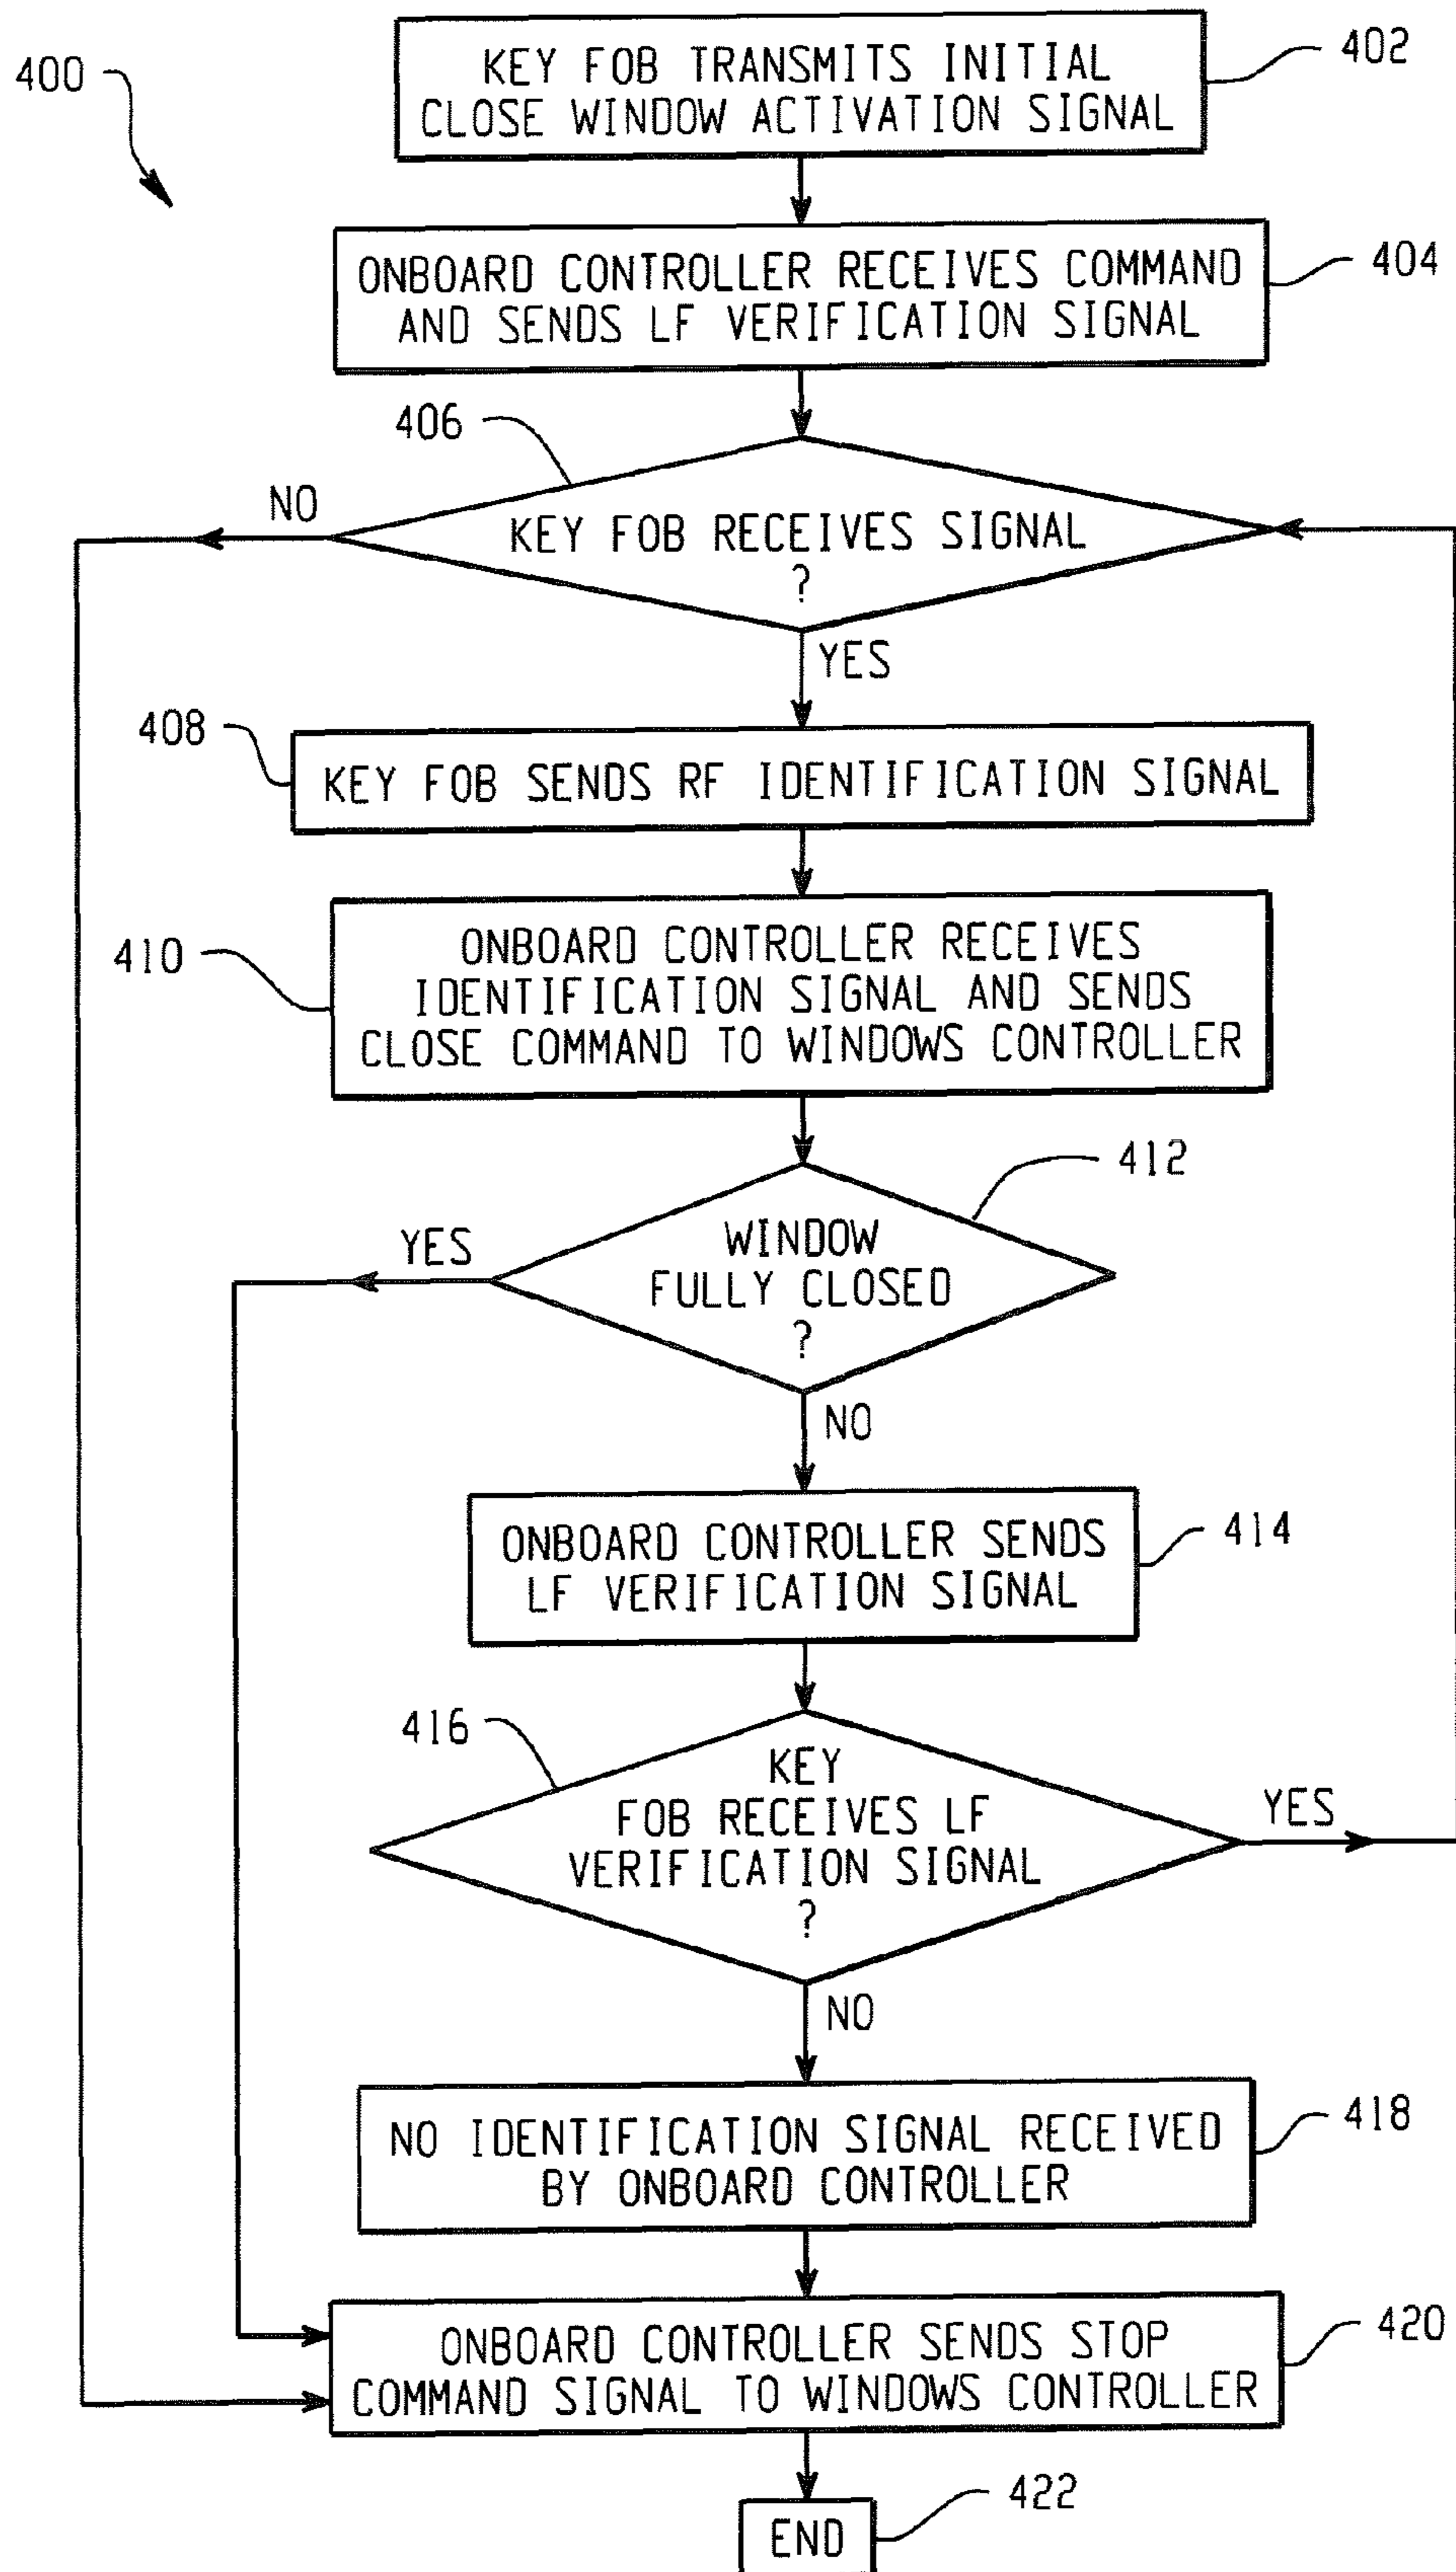 400
KEY FOB TRANSMITS INITIAL
CLOSE WINDOW ACTIVATION SIGNAL
402
ONBOARD CONTROLLER RECEIVES COMMAND
AND SENDS LF VERIFICATION SIGNAL
404
406
NO
KEY FOB RECEIVES SIGNAL
?
YES
408
KEY FOB SENDS RF IDENTIFICATION SIGNAL
410
ONBOARD CONTROLLER RECEIVES
IDENTIFICATION SIGNAL AND SENDS
CLOSE COMMAND TO WINDOWS CONTROLLER
412
YES
WINDOW
FULLY CLOSED
?
NO
ONBOARD CONTROLLER SENDS
LF VERIFICATION SIGNAL
414
416
KEY
FOB RECEIVES LF
VERIFICATION SIGNAL
?
YES
NO
NO IDENTIFICATION SIGNAL RECEIVED
BY ONBOARD CONTROLLER
418
ONBOARD CONTROLLER SENDS STOP
COMMAND SIGNAL TO WINDOWS CONTROLLER
420
END
422